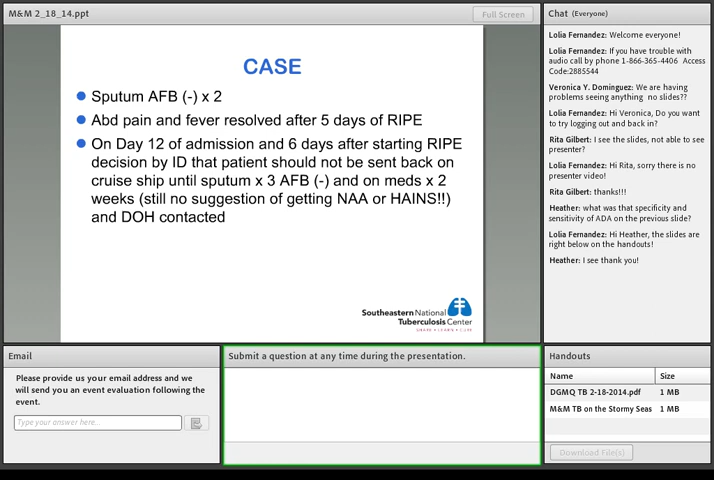 M&M 2_18_14.ppt
Full Screen
CASE
Sputum AFB (-) x 2
Abd pain and fever resolved after 5 days of RIPE
On Day 12 of admission and 6 days after starting RIPE
decision by ID that patient should not be sent back on
cruise ship until sputum x 3 AFB (-) and on meds x 2
weeks (still no suggestion of getting NAA or HAINS!!)
and DOH contacted
Southeastern National
Tuberculosis Center
Chat (Everyone)
Lolia Fernandez: Welcome everyone!
Lolia Fernandez: If you have trouble with
audio call by phone 1-866-365-4406 Access
Code:2885544
Veronica Y. Dominguez: We are having
problems seeing anything no slides??
Lolia Fernandez: Hi Veronica, Do you want
to try logging out and back in?
Rita Gilbert: I see the slides, not able to see
presenter?
Lolia Fernandez: Hi Rita, sorry there is no
presenter video!
Rita Gilbert: thanks!!!
Heather: what was that specificity and
sensitivity of ADA on the previous slide?
Lolia Fernandez: Hi Heather, the slides are
right below on the handouts!
Heather: I see thank you!
Email
Please provide us your email address and we
will send you an event evaluation following the
event.
Type your answer here..
Submit a question at any time during the presentation.
Handouts
Name Size
DGMQ TB 2-18-2014.pdf 1 MB
M&M TB on the Stormy Seas 1 MB
Download File(s)